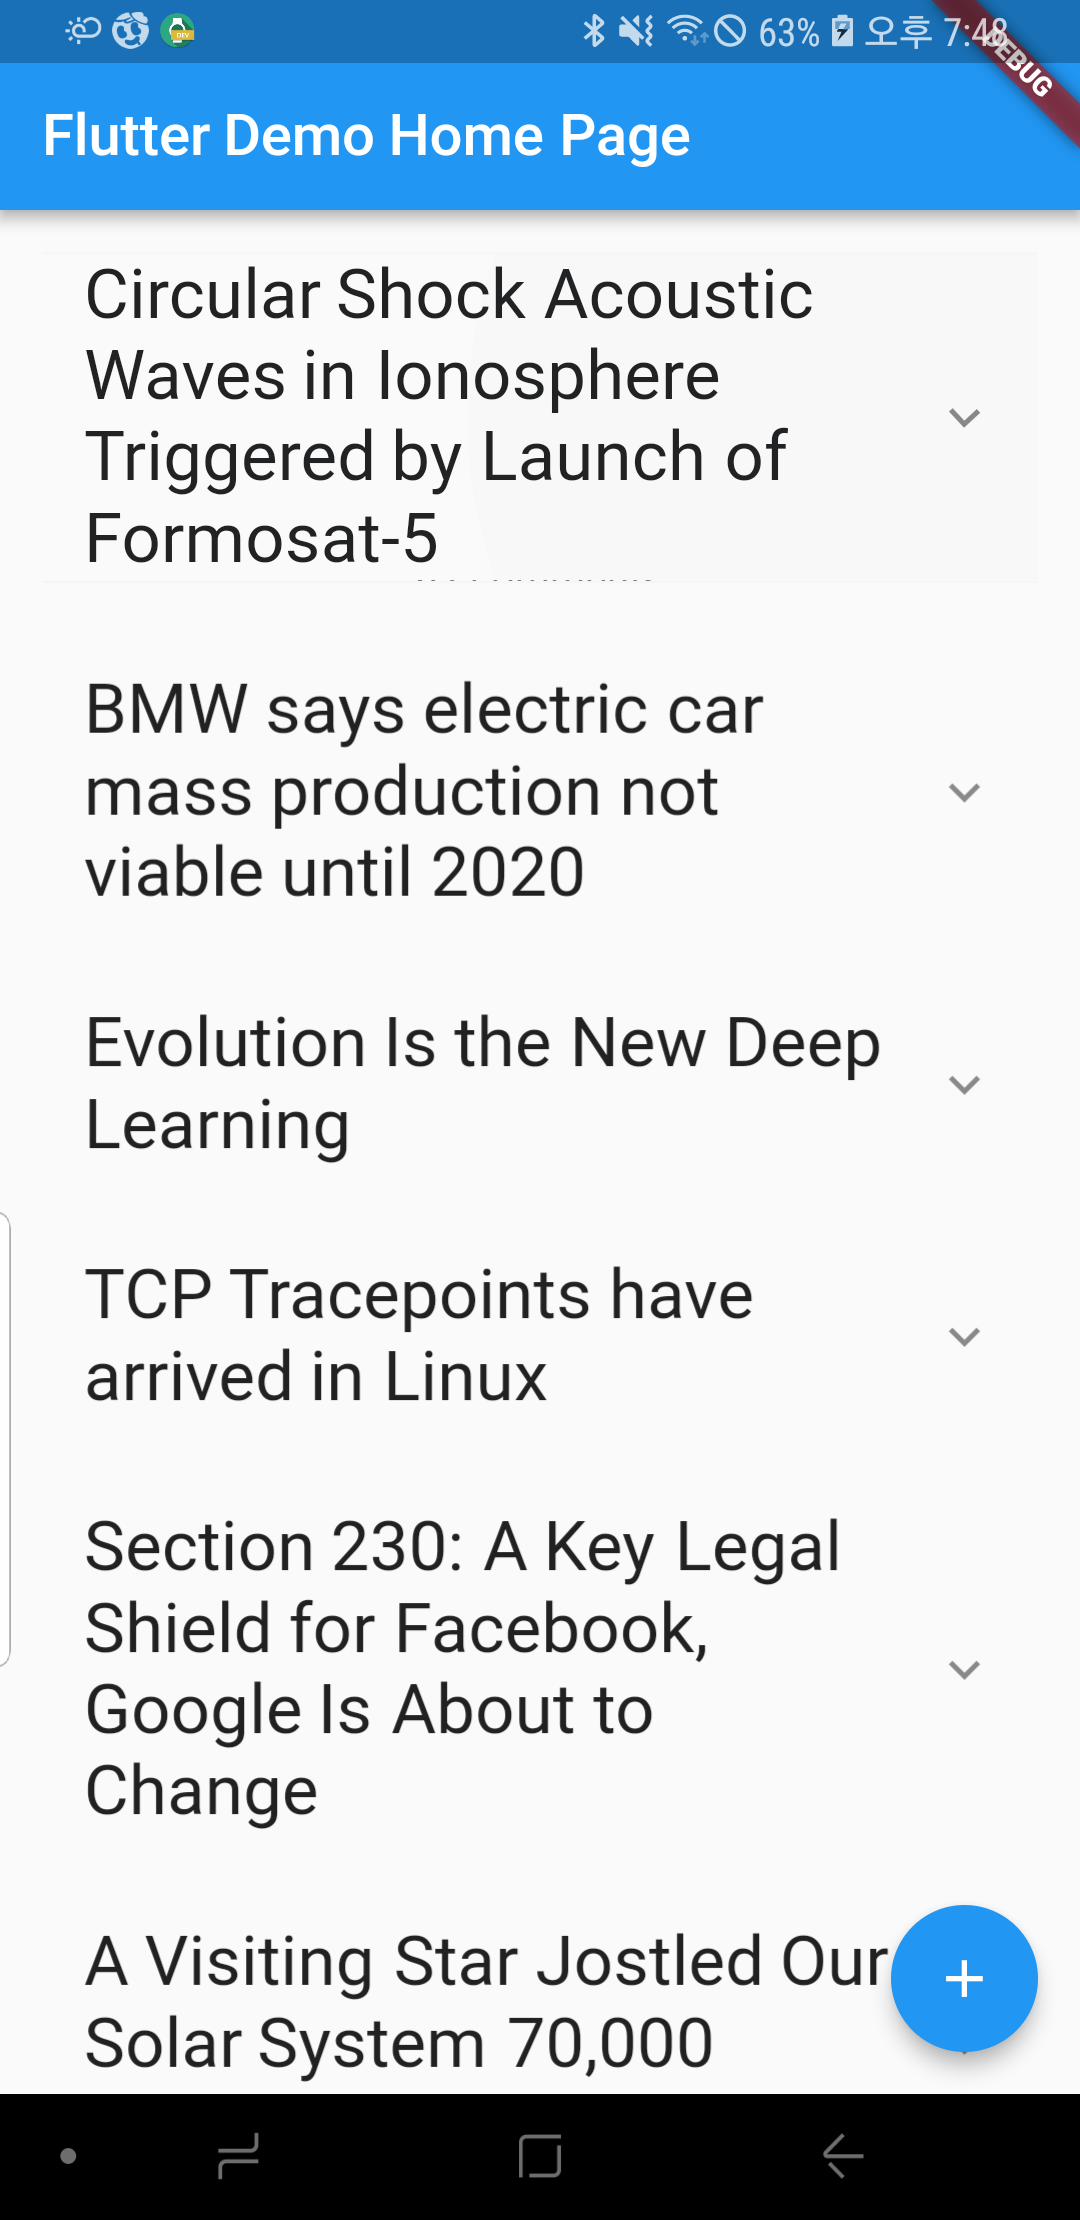 63% 오후 7:48
DEBUG
Flutter Demo Home Page
Circular Shock Acoustic
Waves in Ionosphere
Triggered by Launch of
Formosat-5
BMW says electric car
mass production not
viable until 2020
Evolution Is the New Deep
Learning
TCP Tracepoints have
arrived in Linux
Section 230: A Key Legal
Shield for Facebook,
Google Is About to
Change
A Visiting Star Jostled Our
Solar System 70,000